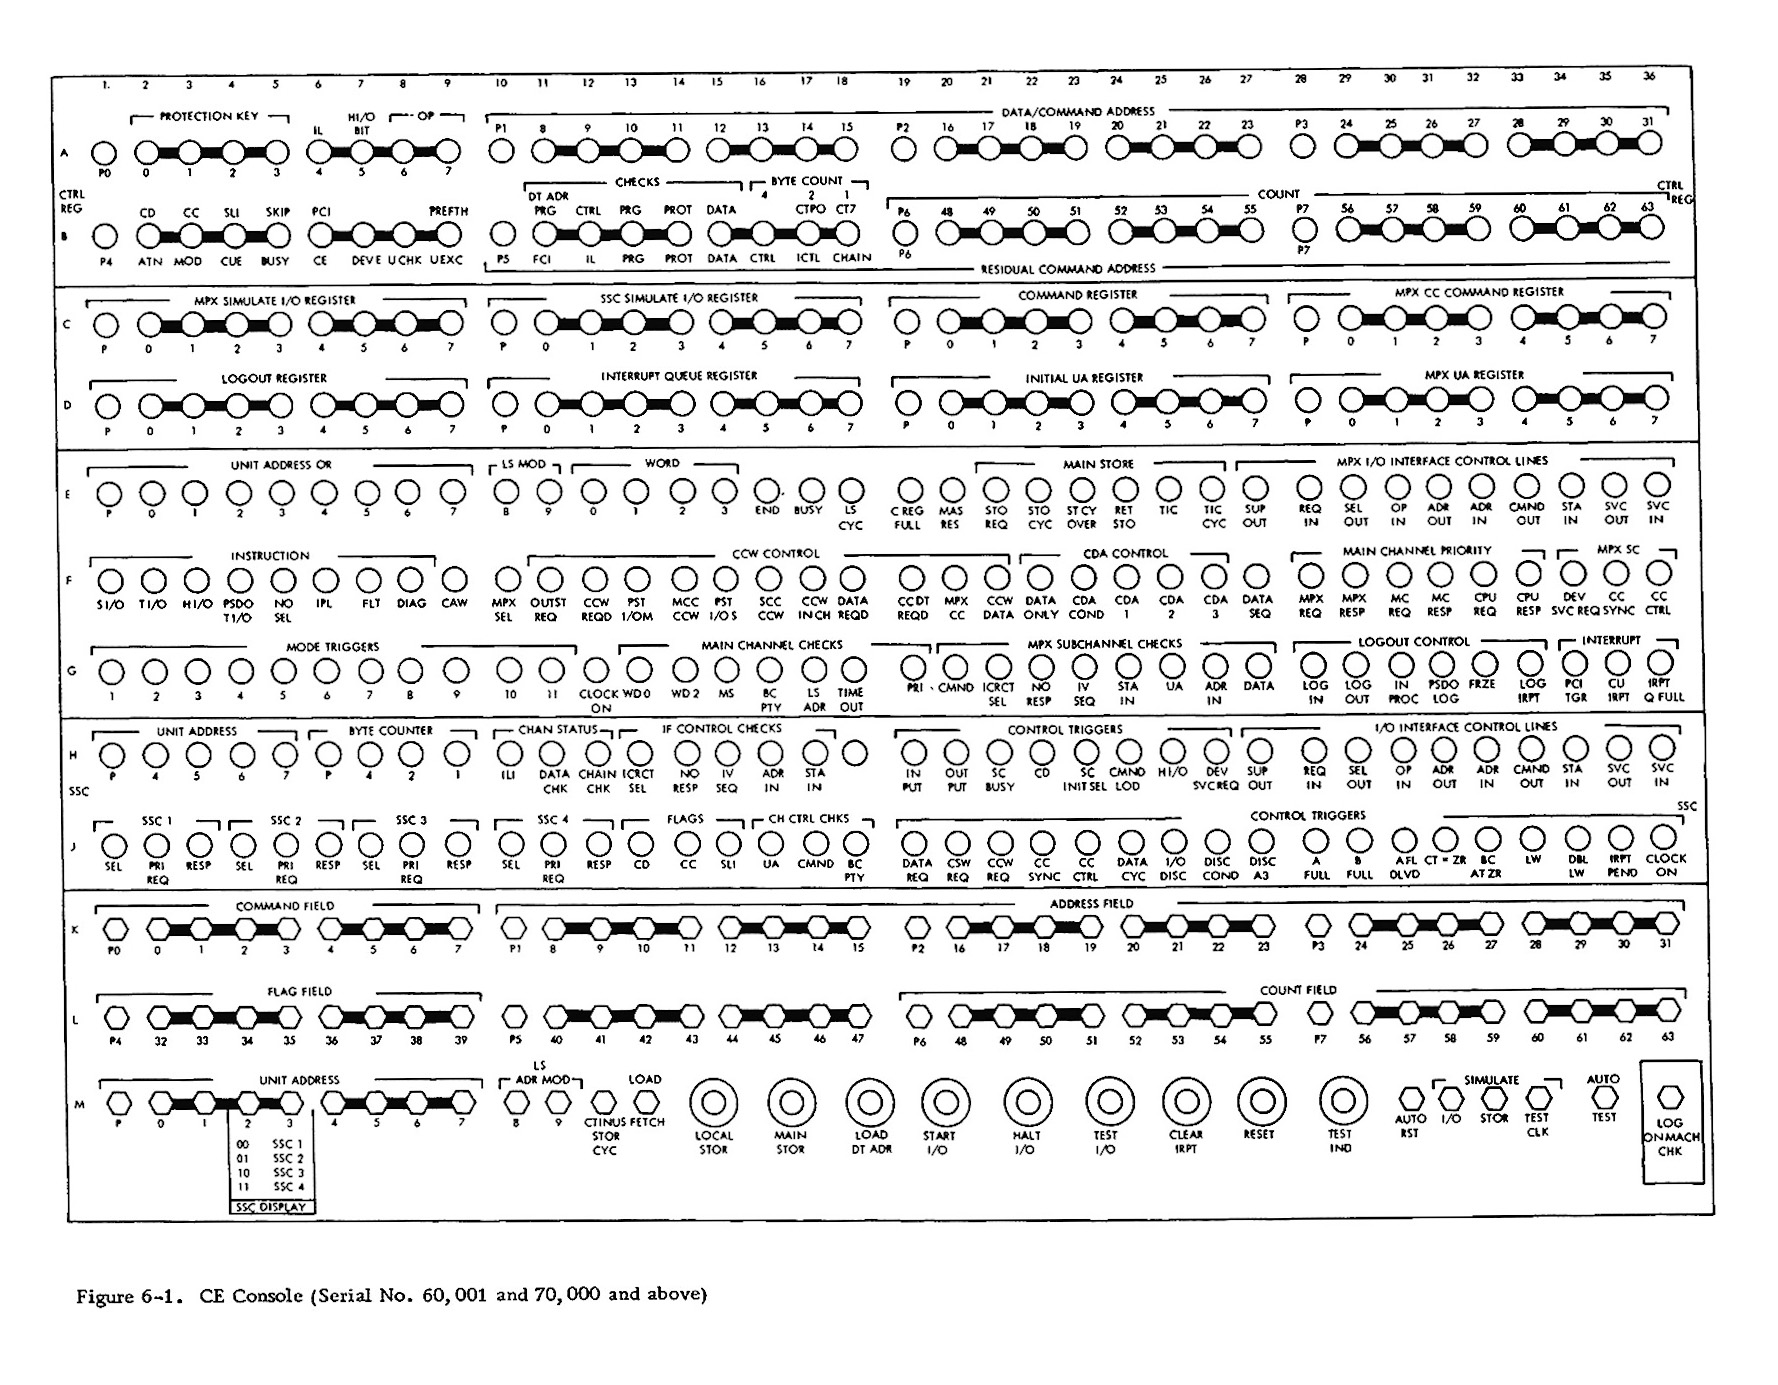 1. 2 3 4 5 6 7 8 9 10 11 12 13 14 15 16 17 18 19 20 21 22 23 24 25 26 27 28 29 30 31 32 33 34 35 36
PROTECTION KEY IL HI/O BIT OP DATA/COMMAND ADDRESS
P1 8 9 10 11 12 13 14 15 P2 16 17 18 19 20 21 22 23 P3 24 25 26 27 28 29 30 31
A
P0 0 1 2 3 4 5 6 7
CTRL REG
CHECKS BYTE COUNT COUNT CTRL REG
DT ADR 4 2 1
CD CC SLI SKIP PCI PREFTH PRG CTRL PRG PROT DATA CTPO CT7 P6 48 49 50 51 52 53 54 55 P7 56 57 58 59 60 61 62 63
B
P4 ATN MOD CUE BUSY CE DEVE UCHK UEXC P5 FCI IL PRG PROT DATA CTRL ICTL CHAIN P6 P7
RESIDUAL COMMAND ADDRESS
MPX SIMULATE I/O REGISTER SSC SIMULATE I/O REGISTER COMMAND REGISTER MPX CC COMMAND REGISTER
C
P 0 1 2 3 4 5 6 7 P 0 1 2 3 4 5 6 7 P 0 1 2 3 4 5 6 7 P 0 1 2 3 4 5 6 7
LOGOUT REGISTER INTERRUPT QUEUE REGISTER INITIAL UA REGISTER MPX UA REGISTER
D
P 0 1 2 3 4 5 6 7 P 0 1 2 3 4 5 6 7 P 0 1 2 3 4 5 6 7 P 0 1 2 3 4 5 6 7
UNIT ADDRESS OR LS MOD WORD MAIN STORE MPX I/O INTERFACE CONTROL LINES
E
P 0 1 2 3 4 5 6 7 8 9 0 1 2 3 END BUSY LS C REG MAS STO STO ST CY RET TIC TIC SUP REQ SEL OP ADR ADR CMND STA SVC SVC
CYC FULL RES REQ CYC OVER STO CYC OUT IN OUT IN OUT IN OUT IN OUT IN
INSTRUCTION CCW CONTROL CDA CONTROL MAIN CHANNEL PRIORITY MPX SC
F
S I/O T I/O H I/O PSDO NO IPL FLT DIAG CAW MPX OUTST CCW PST MCC PST SCC CCW DATA CCDT MPX CCW DATA CDA CDA CDA CDA DATA MPX MPX MC MC CPU CPU DEV CC CC
T I/O SEL SEL REQ REQD I/OM CCW I/OS CCW IN CH REQD REQD CC DATA ONLY COND 1 2 3 SEQ REQ RESP REQ RESP REQ RESP SVC REQ SYNC CTRL
MODE TRIGGERS MAIN CHANNEL CHECKS MPX SUBCHANNEL CHECKS LOGOUT CONTROL INTERRUPT
G
1 2 3 4 5 6 7 8 9 10 11 CLOCK WD 0 WD 2 MS BC LS TIME PRI CMND ICRCT NO IV STA UA ADR DATA LOG LOG IN PSDO FRZE LOG PCI CU IRPT
ON PTY ADR OUT SEL RESP SEQ IN IN IN OUT PROC LOG IRPT TGR IRPT Q FULL
UNIT ADDRESS BYTE COUNTER CHAN STATUS IF CONTROL CHECKS CONTROL TRIGGERS I/O INTERFACE CONTROL LINES
H
P 4 5 6 7 P 4 2 1 ILI DATA CHAIN ICRCT NO IV ADR STA IN OUT SC CD SC CMND H I/O DEV SUP REQ SEL OP ADR ADR CMND STA SVC SVC
CHK CHK SEL RESP SEQ IN IN PUT PUT BUSY INIT SEL LOD SVCREQ OUT IN OUT IN OUT IN OUT IN OUT IN
SSC
SSC 1 SSC 2 SSC 3 SSC 4 FLAGS CH CTRL CHKS CONTROL TRIGGERS SSC
J
SEL PRI RESP SEL PRI RESP SEL PRI RESP SEL PRI RESP CD CC SLI UA CMND BC DATA CSW CCW CC CC DATA I/O DISC DISC A B AFL CT = ZR BC LW DBL IRPT CLOCK
REQ REQ REQ REQ PTY REQ REQ REQ SYNC CTRL CYC DISC COND A3 FULL FULL DLVD AT ZR LW PEND ON
COMMAND FIELD ADDRESS FIELD
K
P0 0 1 2 3 4 5 6 7 P1 8 9 10 11 12 13 14 15 P2 16 17 18 19 20 21 22 23 P3 24 25 26 27 28 29 30 31
FLAG FIELD COUNT FIELD
L
P4 32 33 34 35 36 37 38 39 P5 40 41 42 43 44 45 46 47 P6 48 49 50 51 52 53 54 55 P7 56 57 58 59 60 61 62 63
UNIT ADDRESS LS ADR MOD LOAD SIMULATE AUTO
M
P 0 1 2 3 4 5 6 7 8 9 CTINUS FETCH LOCAL MAIN LOAD START HALT TEST CLEAR RESET TEST AUTO I/O STOR TEST TEST LOG
STOR STOR STOR DT ADR I/O I/O I/O IRPT IND RST CLK ON MACH
CYC CHK
00 SSC 1
01 SSC 2
10 SSC 3
11 SSC 4
SSC DISPLAY
Figure 6-1. CE Console (Serial No. 60,001 and 70,000 and above)